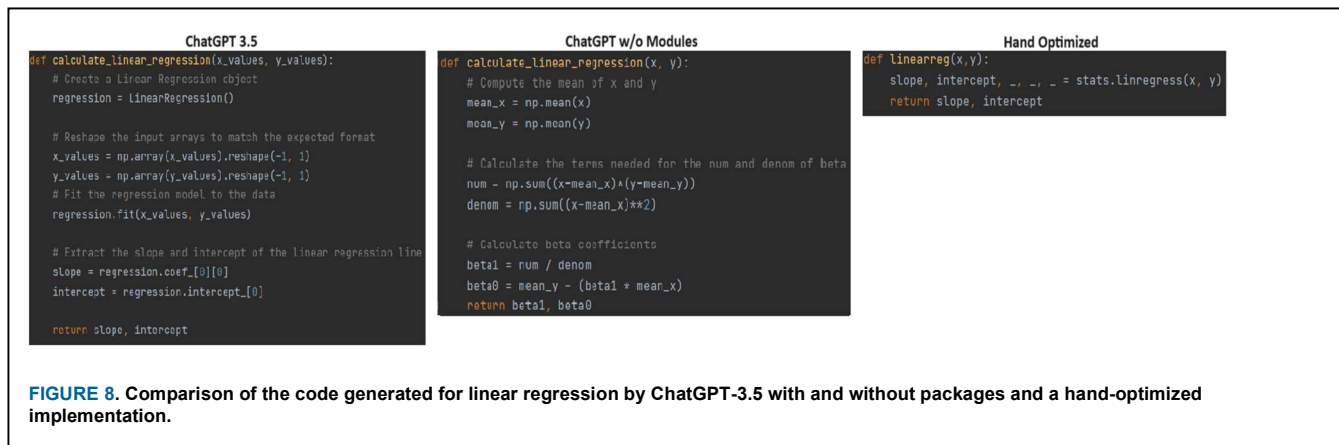 ChatGPT 3.5
def calculate_linear_regression(x_values, y_values):
# Create a Linear Regression object
regression = LinearRegression()
# Reshape the input arrays to match the expected format
x_values = np.array(x_values).reshape(-1, 1)
y_values = np.array(y_values).reshape(-1, 1)
# Fit the regression model to the data
regression.fit(x_values, y_values)
# Extract the slope and intercept of the linear regression line
slope = regression.coef_[0][0]
intercept = regression.intercept_[0]
return slope, intercept
ChatGPT w/o Modules
def calculate_linear_regression(x, y):
# Compute the mean of x and y
mean_x = np.mean(x)
mean_y = np.mean(y)
# Calculate the terms needed for the num and denom of beta
num = np.sum((x-mean_x)*(y-mean_y))
denom = np.sum((x-mean_x)**2)
# Calculate beta coefficients
beta1 = num / denom
beta0 = mean_y - (beta1 * mean_x)
return beta1, beta0
Hand Optimized
def linearreg(x,y):
slope, intercept, _, _, _ = stats.linregress(x, y)
return slope, intercept
FIGURE 8. Comparison of the code generated for linear regression by ChatGPT-3.5 with and without packages and a hand-optimized
implementation.